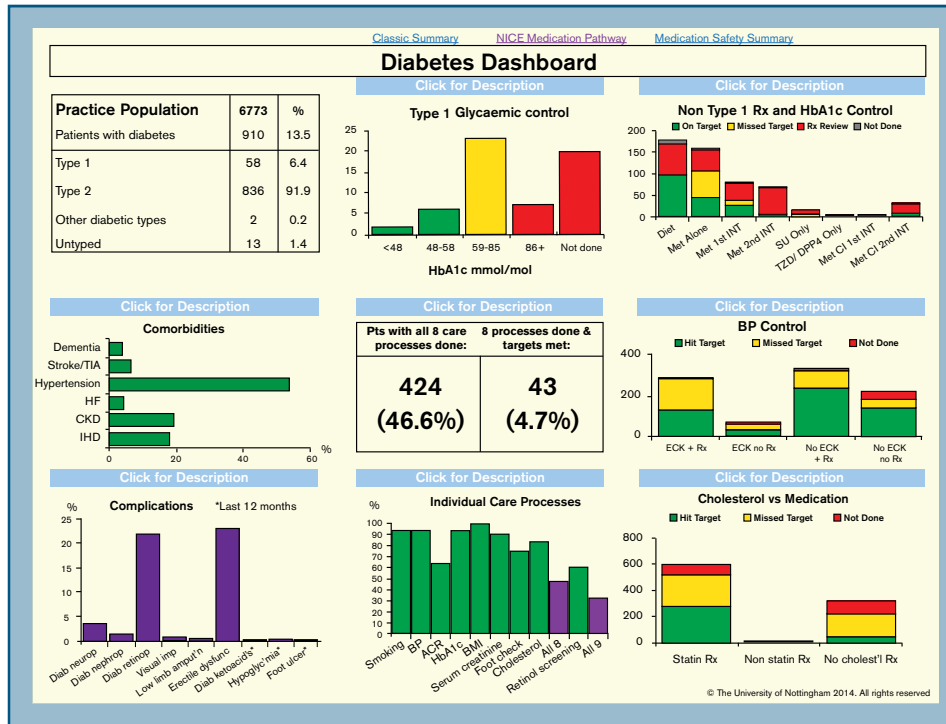 Classic Summary NICE Medication Pathway Medication Safety Summary
Diabetes Dashboard
Practice Population 6773 %
Patients with diabetes 910 13.5
Type 1 58 6.4
Type 2 836 91.9
Other diabetic types 2 0.2
Untyped 13 1.4
Click for Description
Type 1 Glycaemic control
25
20
15
10
5
0
<48 48-58 59-85 86+ Not done
HbA1c mmol/mol
Click for Description
Non Type 1 Rx and HbA1c Control
On Target Missed Target Rx Review Not Done
200
150
100
50
0
Diet
Met Alone
Met 1st INT
Met 2nd INT
SU Only
TZD/ DPP4 Only
Met CI 1st INT
Met CI 2nd INT
Click for Description
Comorbidities
Dementia
Stroke/TIA
Hypertension
HF
CKD
IHD
0 20 40 60 %
Click for Description
Pts with all 8 care processes done:
8 processes done & targets met:
424 43
(46.6%) (4.7%)
Click for Description
BP Control
Hit Target Missed Target Not Done
400
200
0
ECK + Rx ECK no Rx No ECK + Rx No ECK no Rx
Click for Description
Complications *Last 12 months
%
25
20
15
10
5
0
Diab neurop
Diab nephrop
Diab retinop
Visual imp
Low limb amput'n
Erectile dysfunc
Diab ketoacid's*
Hypoglyc'mia*
Foot ulcer*
Click for Description
Individual Care Processes
%
100
90
80
70
60
50
40
30
20
10
0
Smoking
BP
ACR
HbA1c
BMI
Serum creatinine
Foot check
Cholesterol
All 8
Retinol screening
All 9
Click for Description
Cholesterol vs Medication
Hit Target Missed Target Not Done
800
600
400
200
0
Statin Rx Non statin Rx No cholest'l Rx
© The University of Nottingham 2014. All rights reserved